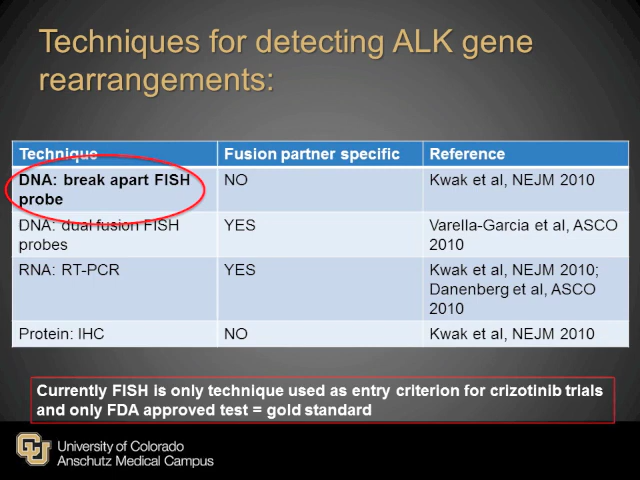 Techniques for detecting ALK gene
rearrangements:
Technique Fusion partner specific Reference
DNA: break apart FISH NO Kwak et al, NEJM 2010
probe
DNA: dual fusion FISH YES Varella-Garcia et al, ASCO
probes 2010
RNA: RT-PCR YES Kwak et al, NEJM 2010;
Danenberg et al, ASCO
2010
Protein: IHC NO Kwak et al, NEJM 2010
Currently FISH is only technique used as entry criterion for crizotinib trials
and only FDA approved test = gold standard
CU
University of Colorado
Anschutz Medical Campus